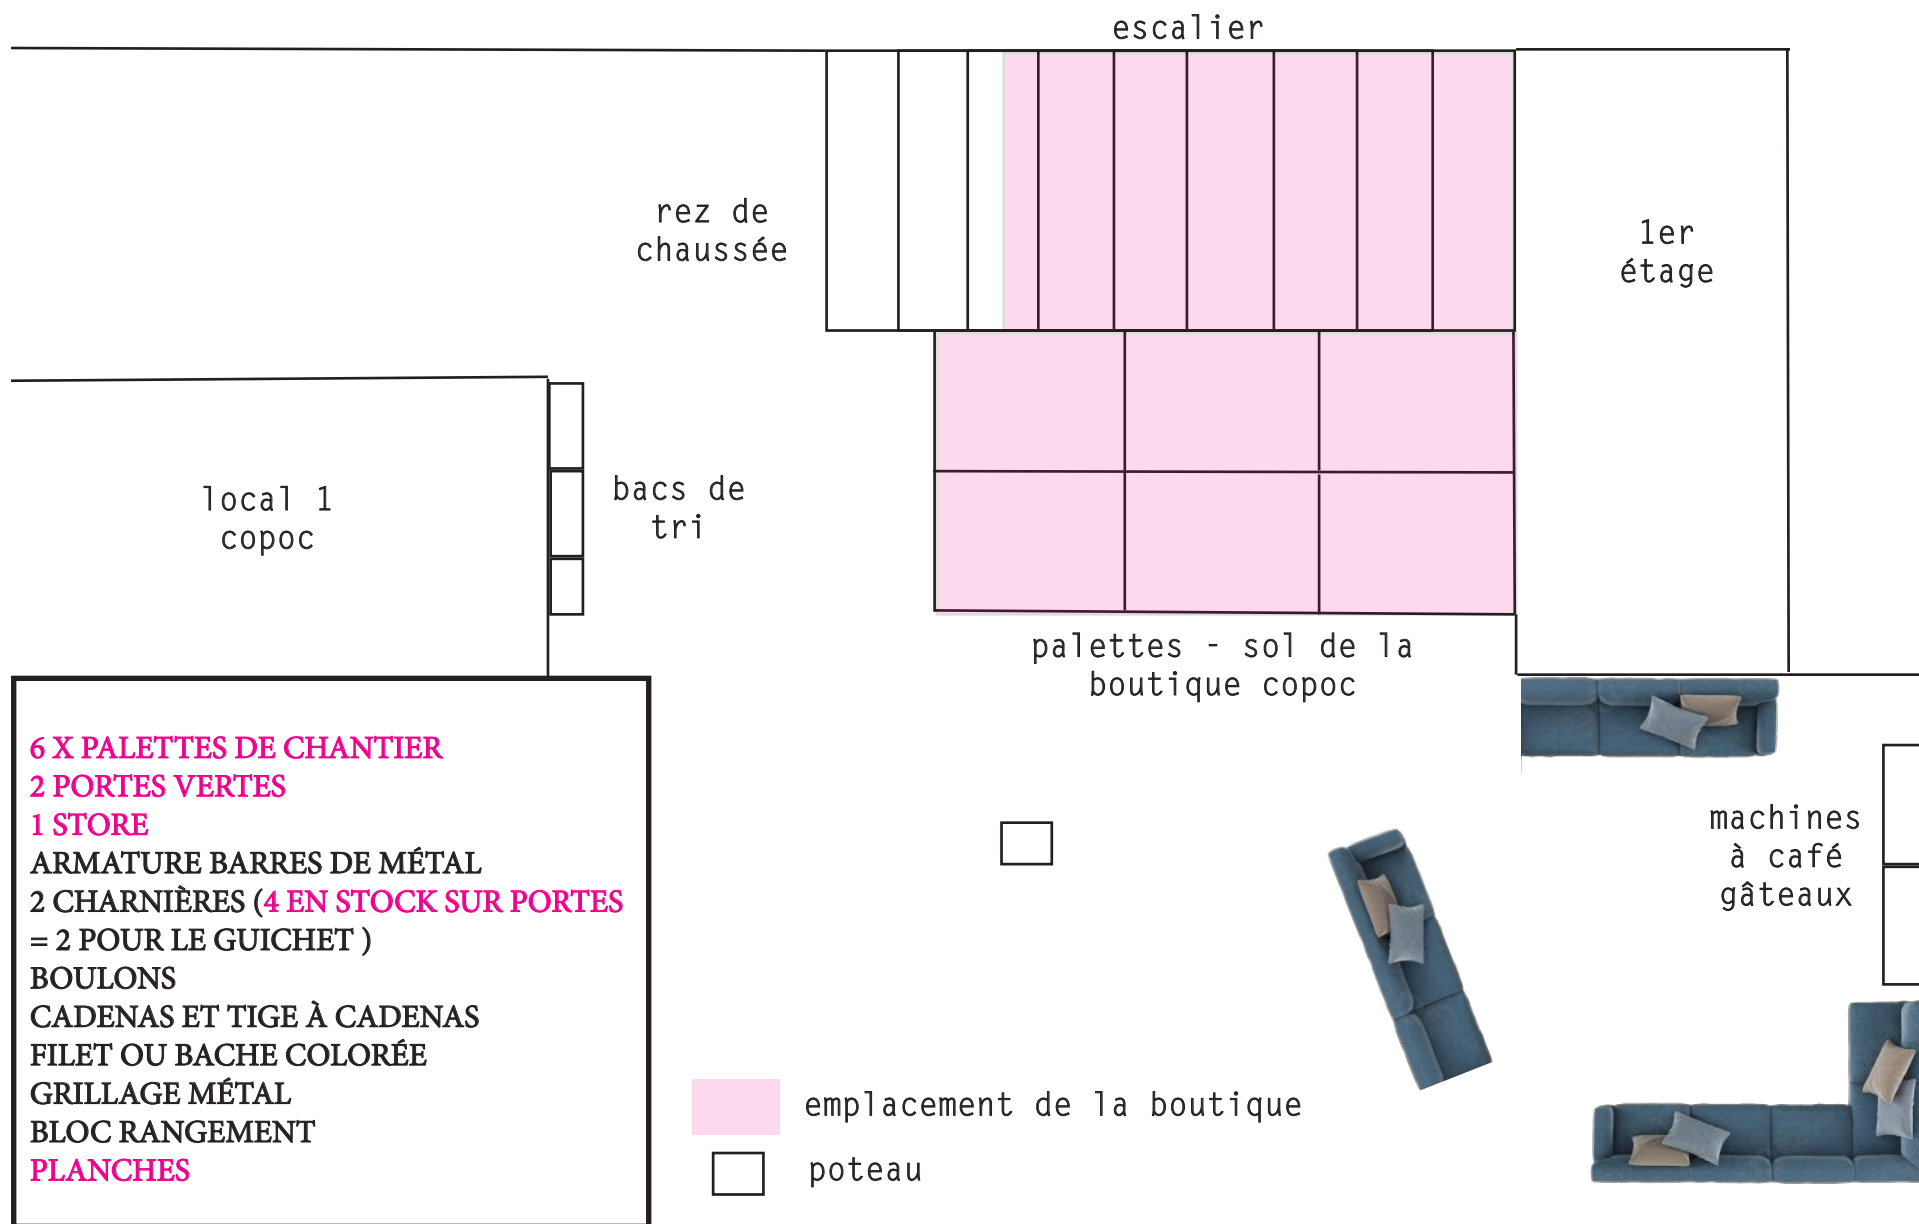 escalier
rez de
chaussée
1er
étage
local 1
copoc
bacs de
tri
palettes - sol de la
boutique copoc
6 X PALETTES DE CHANTIER
2 PORTES VERTES
1 STORE
ARMATURE BARRES DE MÉTAL
2 CHARNIÈRES (4 EN STOCK SUR PORTES
= 2 POUR LE GUICHET )
BOULONS
CADENAS ET TIGE À CADENAS
FILET OU BACHE COLORÉE
GRILLAGE MÉTAL
BLOC RANGEMENT
PLANCHES
machines
à café
gâteaux
emplacement de la boutique
poteau